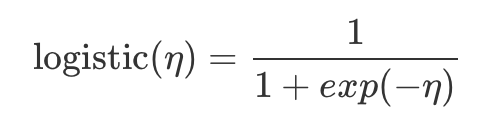 logistic(η) = 1 / (1 + exp(−η))